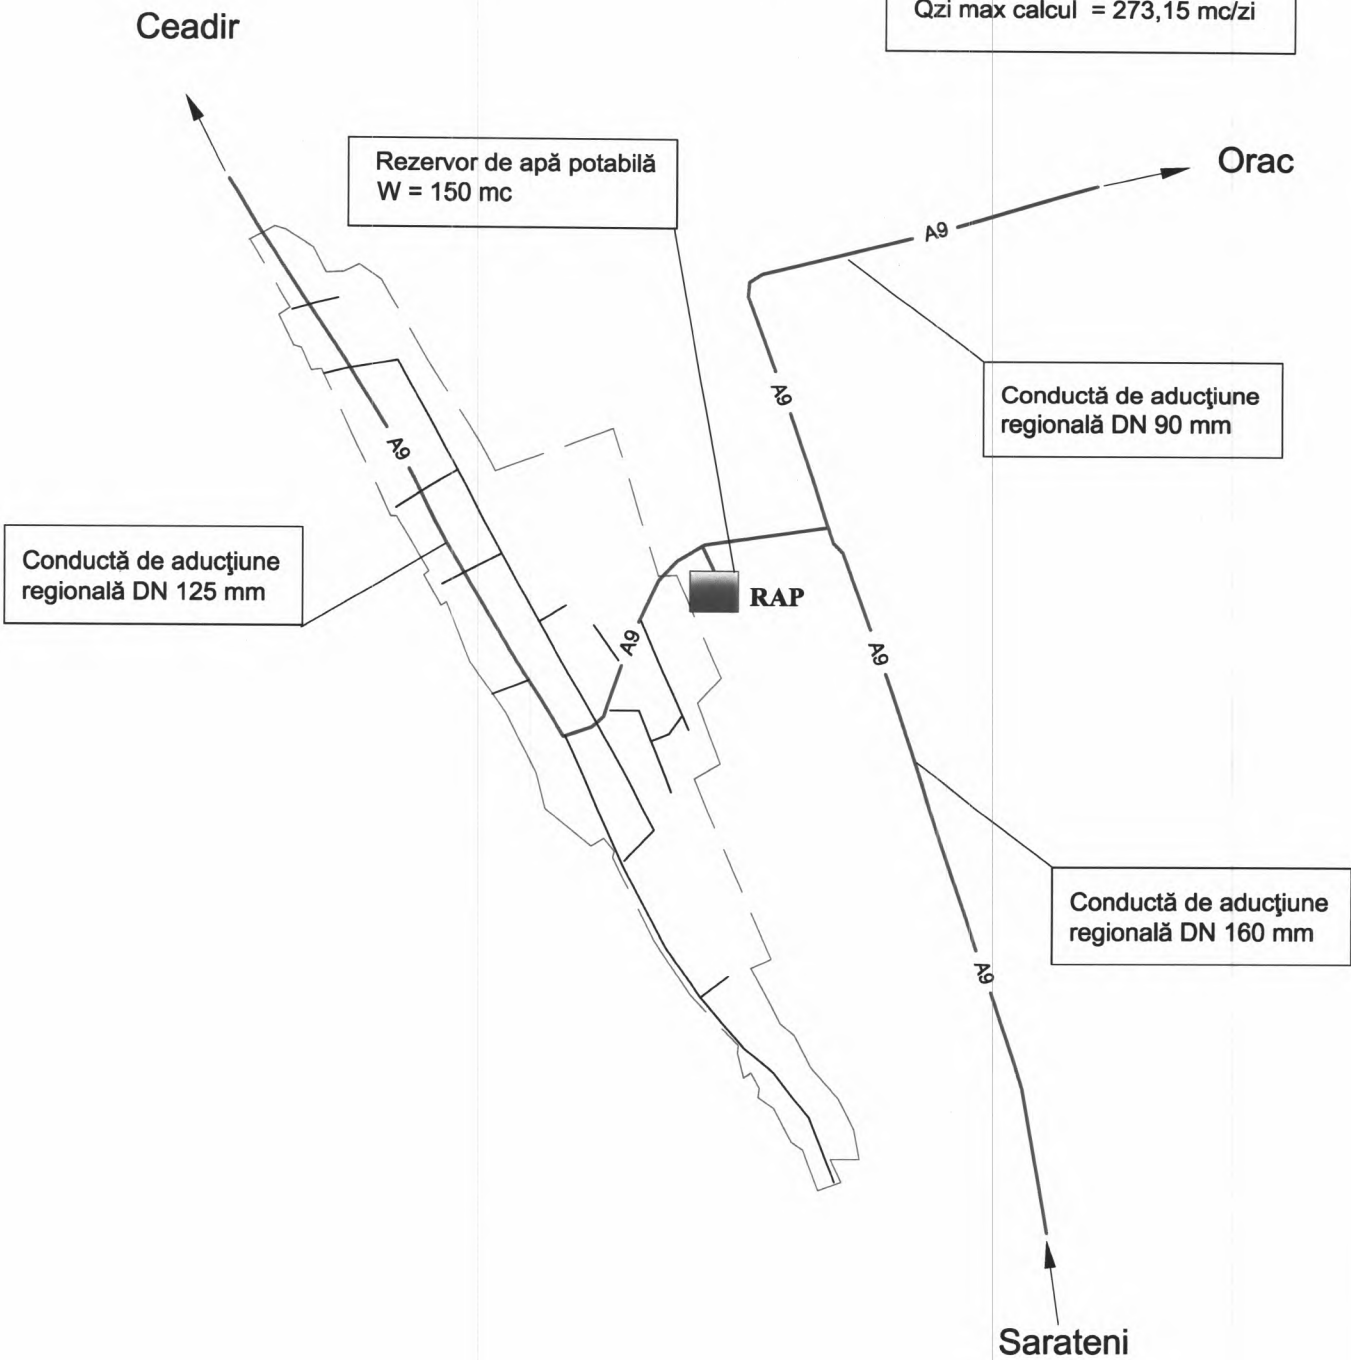 Qzi max calcul = 273,15 mc/zi
Ceadir
Rezervor de apă potabilă
W = 150 mc
Orac
A9
Conductă de aducţiune
regională DN 90 mm
A9
A9
Conductă de aducţiune
regională DN 125 mm
RAP
A9
A9
Conductă de aducţiune
regională DN 160 mm
A9
Sarateni